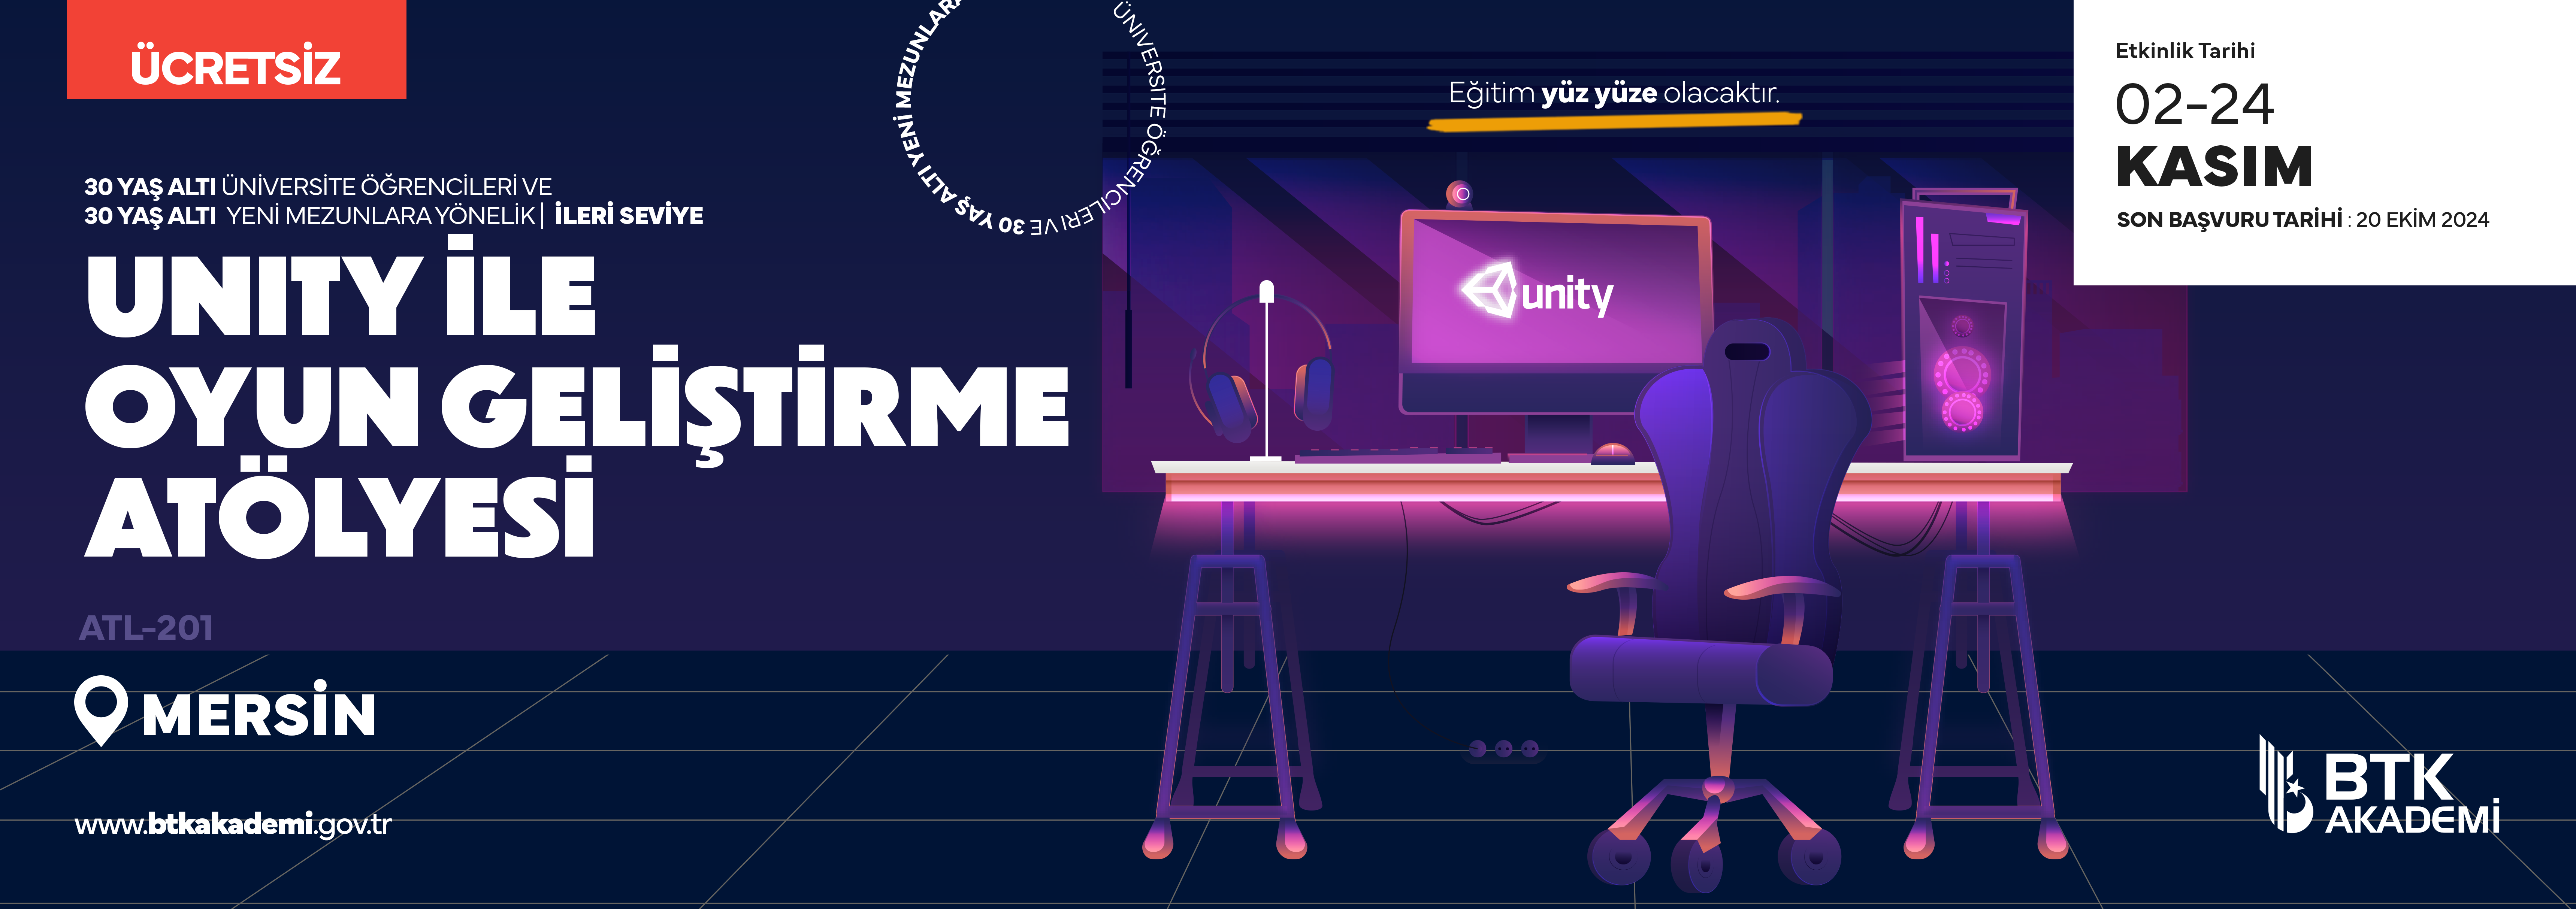 ÜCRETSİZ
30 YAŞ ALTI ÜNİVERSİTE ÖĞRENCİLERİ VE
30 YAŞ ALTI YENİ MEZUNLARA YÖNELİK | İLERİ SEVİYE
UNITY İLE
OYUN GELİŞTİRME
ATÖLYESİ
ATL-201
MERSİN
www.btkakademi.gov.tr
ÜNİVERSİTE ÖĞRENCİLERİ VE 30 YAŞ ALTI YENİ MEZUNLARA
Eğitim yüz yüze olacaktır.
unity
Etkinlik Tarihi
02-24
KASIM
SON BAŞVURU TARİHİ : 20 EKİM 2024
BTK
AKADEMİ